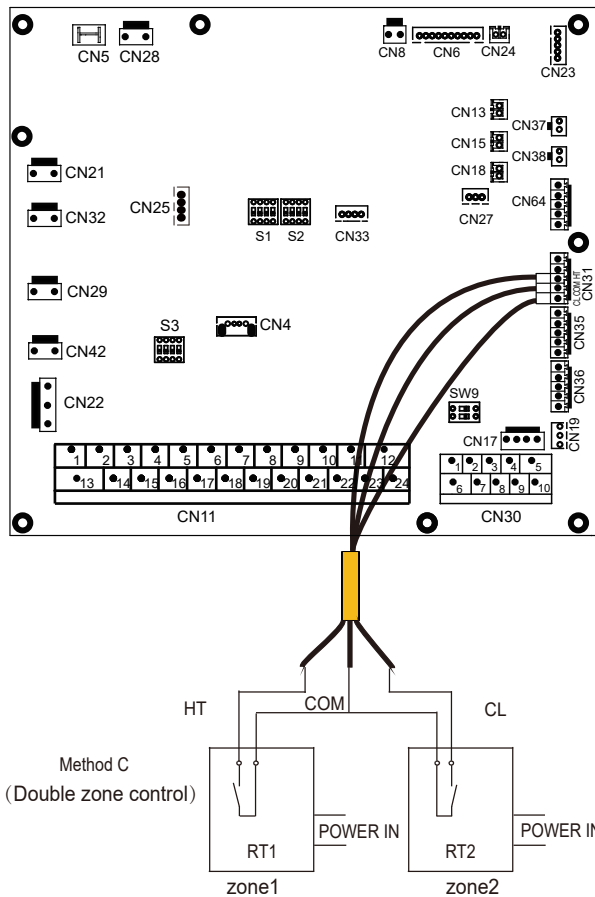 CN5 CN28 CN8 CN6 CN24 CN23
CN13 CN37
CN15 CN38
CN21 CN18
CN32 CN25 S1 S2 CN33 CN27 CN64
CL COM HT CN31
CN29
S3 CN4 CN35
CN42
CN22 SW9 CN36
CN17 CN19
1 2 3 4 5 6 7 8 9 10 11 12
13 14 15 16 17 18 19 20 21 22 23 24
CN11
1 2 3 4 5
6 7 8 9 10
CN30
HT COM CL
Method C
(Double zone control)
RT1 POWER IN RT2 POWER IN
zone1 zone2